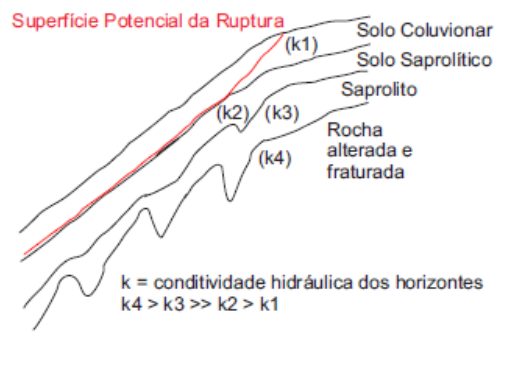 Superfície Potencial da Ruptura
(k1)
Solo Coluvionar
Solo Saprolítico
(k2)
(k3)
Saprolito
(k4)
Rocha
alterada e
fraturada
k = conditividade hidráulica dos horizontes
k4 > k3 >> k2 > k1